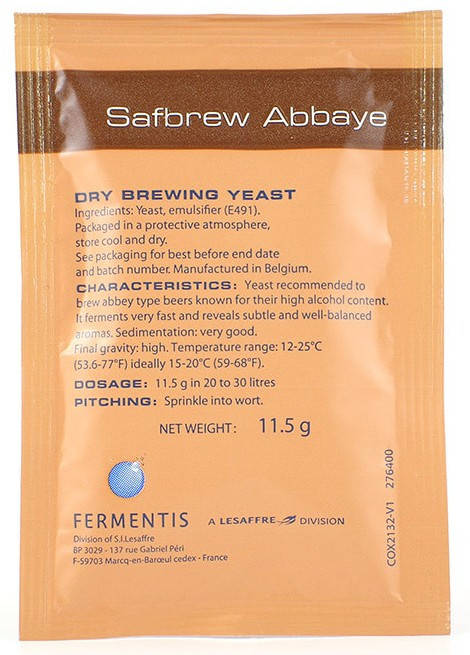 Safbrew Abbaye
DRY BREWING YEAST
Ingredients: Yeast, emulsifier (E491).
Packaged in a protective atmosphere,
store cool and dry.
See packaging for best before end date
and batch number. Manufactured in Belgium.
CHARACTERISTICS: Yeast recommended to
brew abbey type beers known for their high alcohol content.
It ferments very fast and reveals subtle and well-balanced
aromas. Sedimentation: very good.
Final gravity: high. Temperature range: 12-25°C
(53.6-77°F) ideally 15-20°C (59-68°F).
DOSAGE: 11.5 g in 20 to 30 litres
PITCHING: Sprinkle into wort.
NET WEIGHT: 11.5 g
FERMENTIS A LESAFFRE DIVISION
Division of S.I.Lesaffre
BP 3029 - 137 rue Gabriel Péri
F-59703 Marcq-en-Barœul cedex - France
COX2132-V1 276400